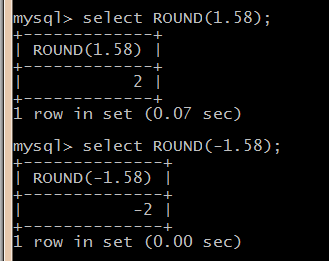 mysql> select ROUND(1.58);
+-------------+
| ROUND(1.58) |
+-------------+
|           2 |
+-------------+
1 row in set (0.07 sec)
mysql> select ROUND(-1.58);
+--------------+
| ROUND(-1.58) |
+--------------+
|           -2 |
+--------------+
1 row in set (0.00 sec)